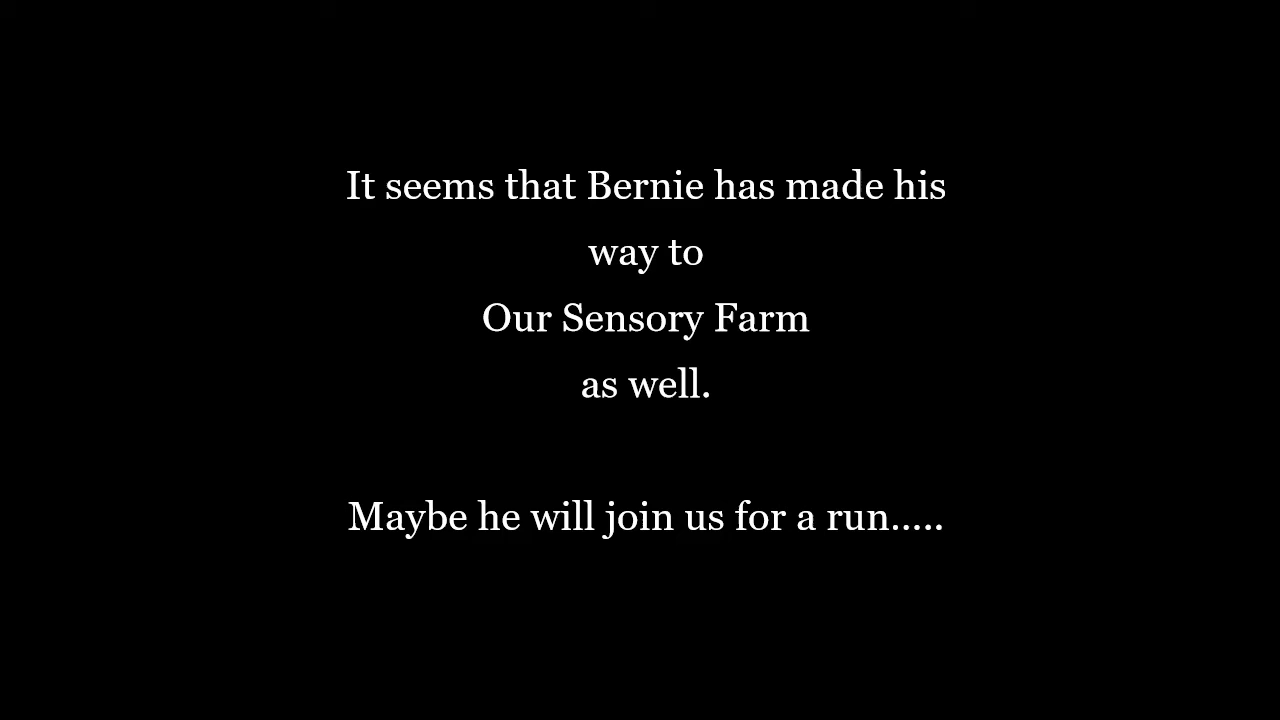 It seems that Bernie has made his
way to
Our Sensory Farm
as well.
Maybe he will join us for a run.....